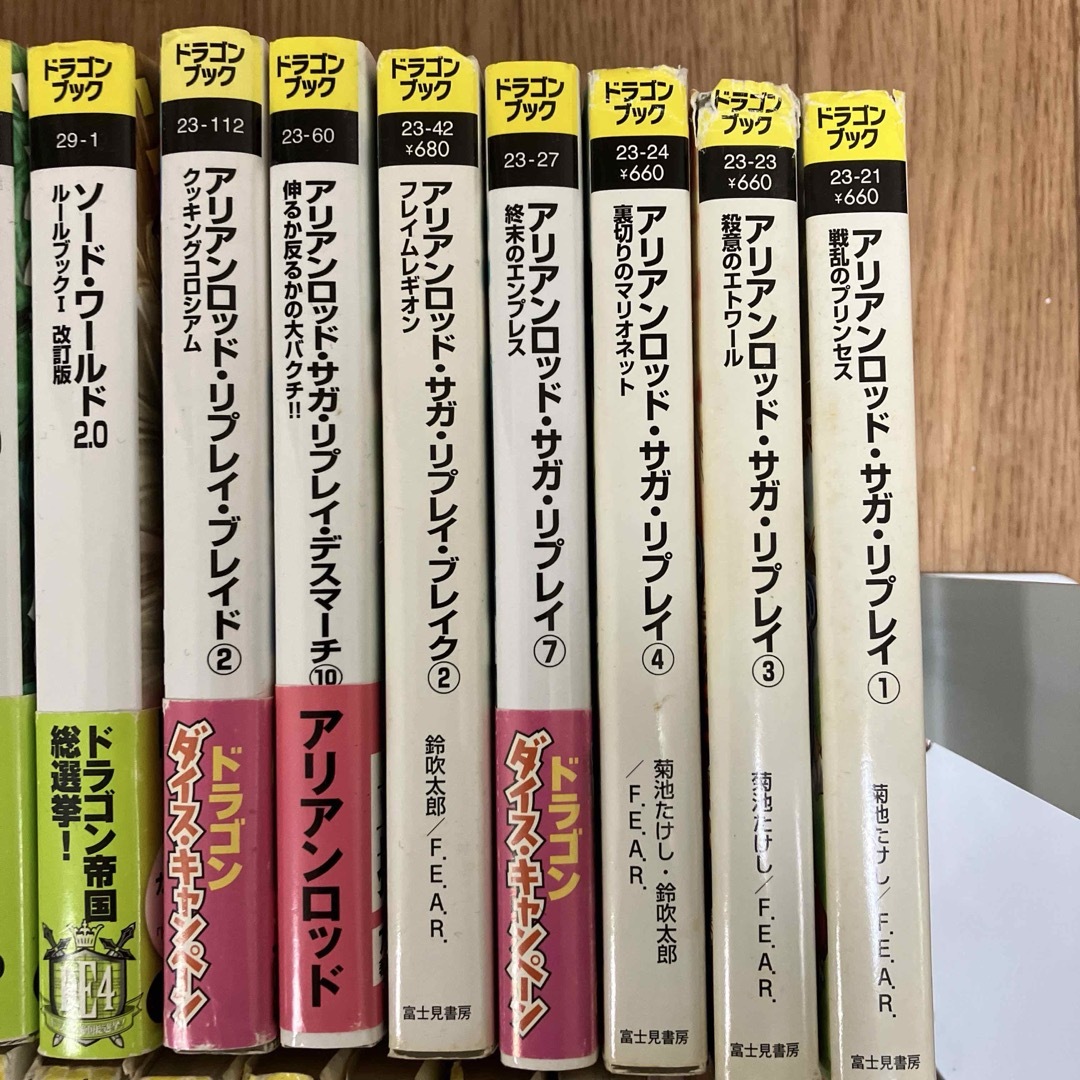 ドラゴン
ブック
29-1
ソード・ワールド2.0
ルールブックⅠ 改訂版
ドラゴン帝国
総選挙!
E4
ドラゴン
ブック
23-112
アリアンロッド・リプレイ・ブレイド②
クッキングコロシアム
ドラゴン
ダイス・キャンペーン
ドラゴン
ブック
23-60
アリアンロッド・サガ・リプレイ・デスマーチ⑩
伸るか反るかの大バクチ!!
アリアンロッド
ドラゴン
ブック
23-42
¥680
アリアンロッド・サガ・リプレイ・ブレイク②
フレイムレギオン
鈴吹太郎/F.E.A.R.
富士見書房
ドラゴン
ブック
23-27
アリアンロッド・サガ・リプレイ⑦
終末のエンプレス
ドラゴン
ダイス・キャンペーン
ドラゴン
ブック
23-24
¥660
アリアンロッド・サガ・リプレイ④
裏切りのマリオネット
菊池たけし・鈴吹太郎
/F.E.A.R.
富士見書房
ドラゴン
ブック
23-23
¥660
アリアンロッド・サガ・リプレイ③
殺意のエトワール
菊池たけし/F.E.A.R.
富士見書房
ドラゴン
ブック
23-21
¥660
アリアンロッド・サガ・リプレイ①
戦乱のプリンセス
菊池たけし/F.E.A.R.
富士見書房